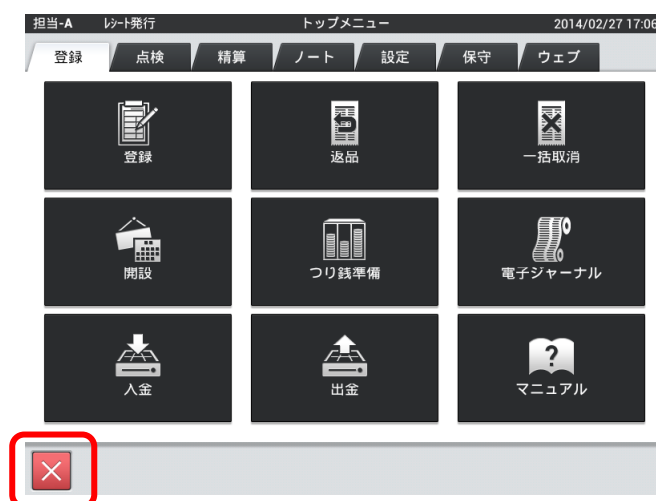 担当-A ﾚｼｰﾄ発行 トップメニュー 2014/02/27 17:06
登録 点検 精算 ノート 設定 保守 ウェブ
登録 返品 一括取消
開設 つり銭準備 電子ジャーナル
入金 出金 マニュアル